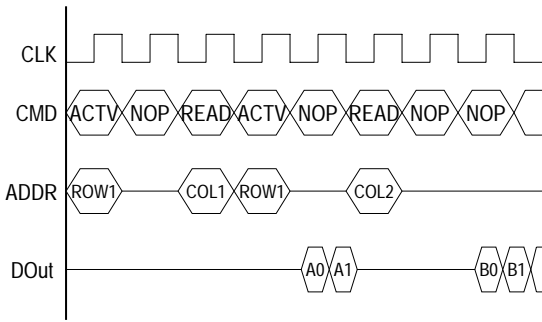 CLK
CMD ACTV NOP READ ACTV NOP READ NOP NOP
ADDR ROW1 COL1 ROW1 COL2
DOut A0 A1 B0 B1